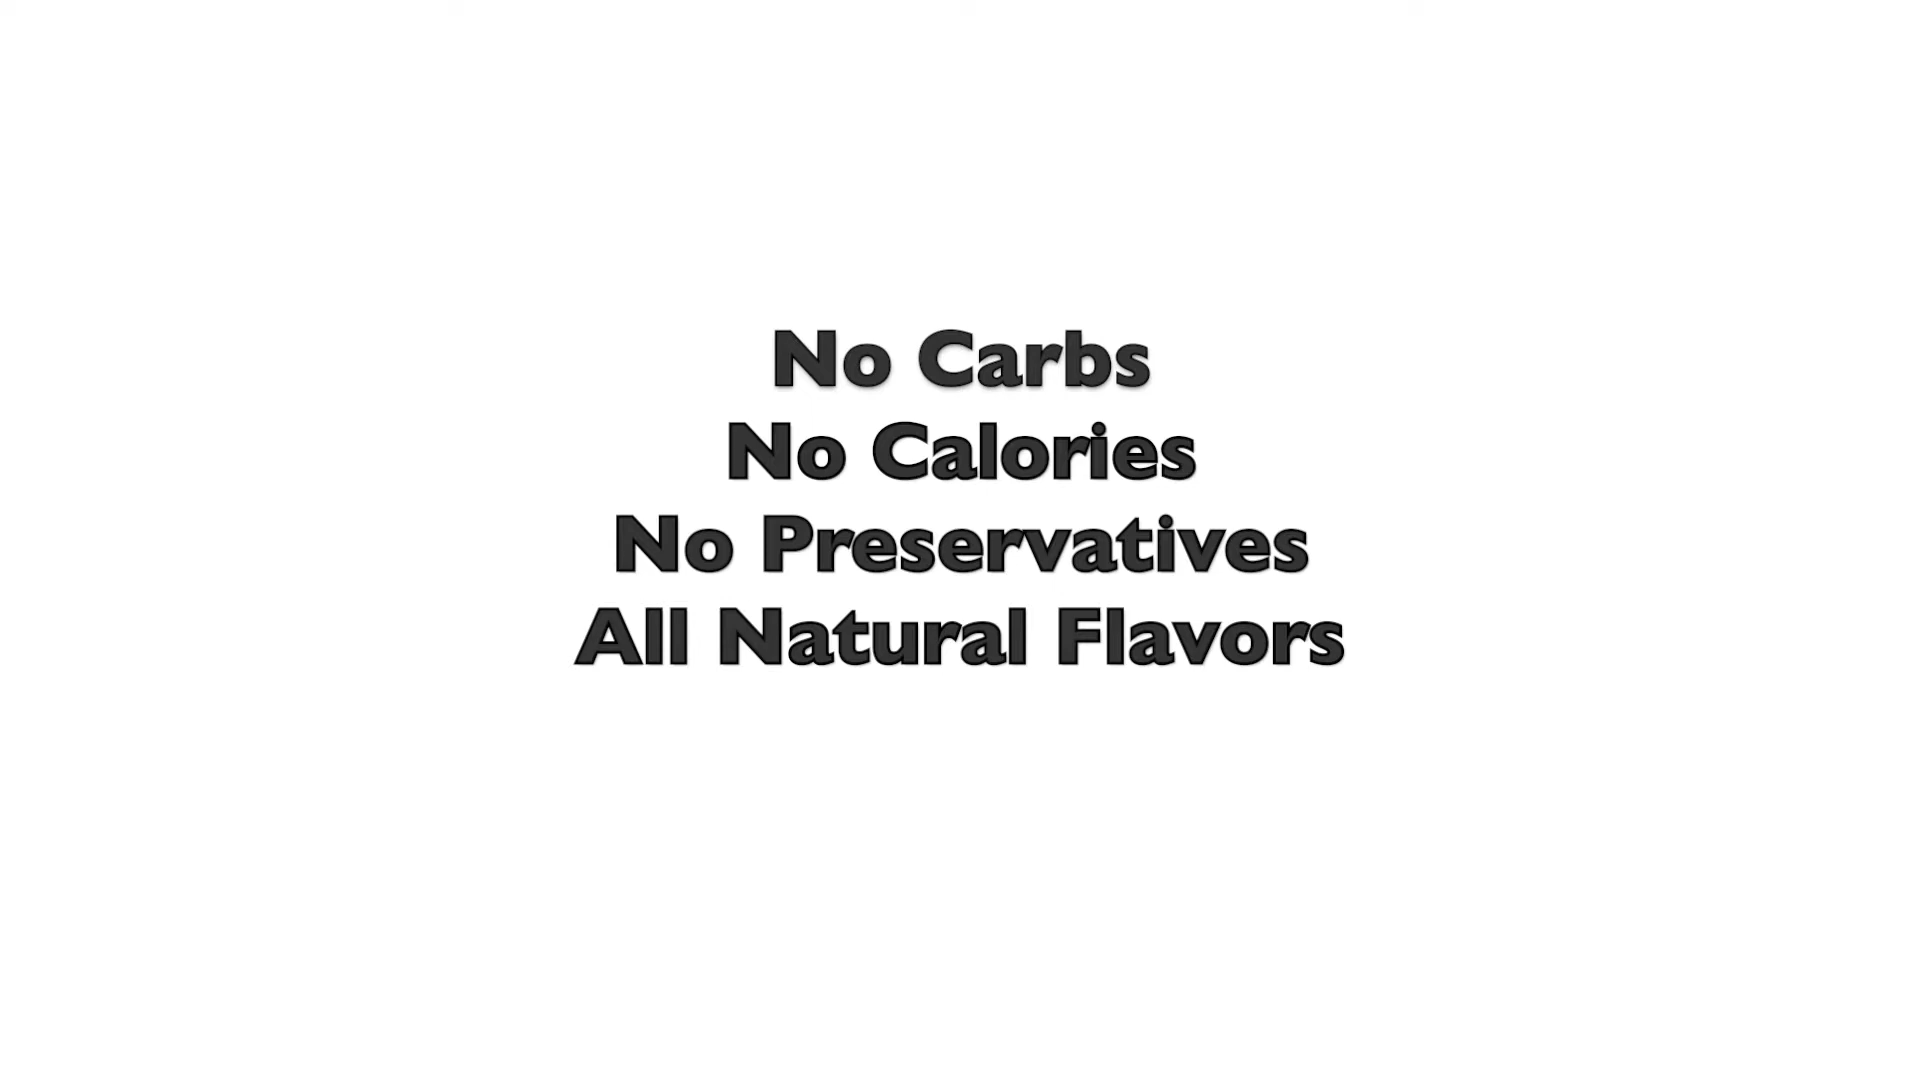 No Carbs
No Calories
No Preservatives
All Natural Flavors